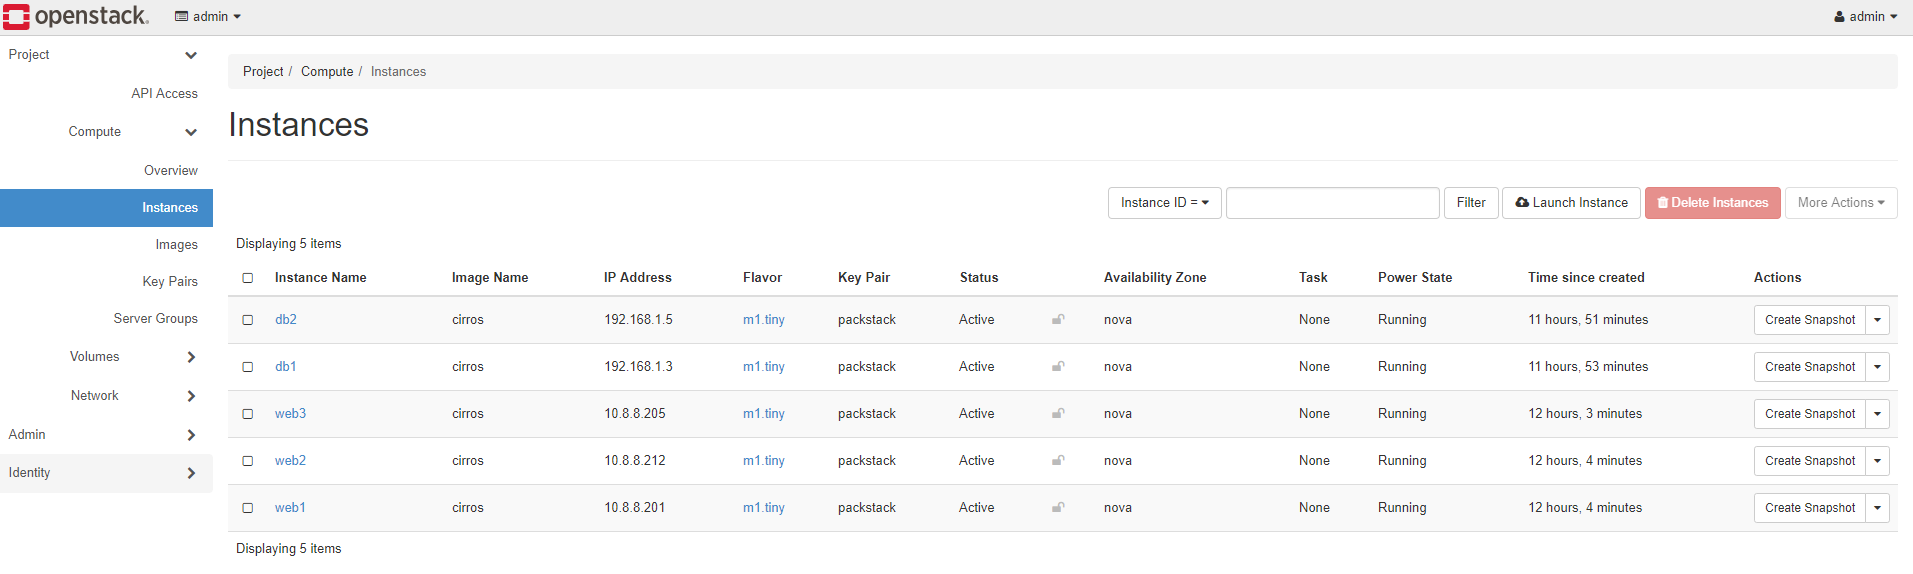 openstack. admin admin
Project
API Access
Compute
Overview
Instances
Images
Key Pairs
Server Groups
Volumes
Network
Admin
Identity
Project / Compute / Instances
Instances
Instance ID = Filter Launch Instance Delete Instances More Actions
Displaying 5 items
Instance Name Image Name IP Address Flavor Key Pair Status Availability Zone Task Power State Time since created Actions
db2 cirros 192.168.1.5 m1.tiny packstack Active nova None Running 11 hours, 51 minutes Create Snapshot
db1 cirros 192.168.1.3 m1.tiny packstack Active nova None Running 11 hours, 53 minutes Create Snapshot
web3 cirros 10.8.8.205 m1.tiny packstack Active nova None Running 12 hours, 3 minutes Create Snapshot
web2 cirros 10.8.8.212 m1.tiny packstack Active nova None Running 12 hours, 4 minutes Create Snapshot
web1 cirros 10.8.8.201 m1.tiny packstack Active nova None Running 12 hours, 4 minutes Create Snapshot
Displaying 5 items